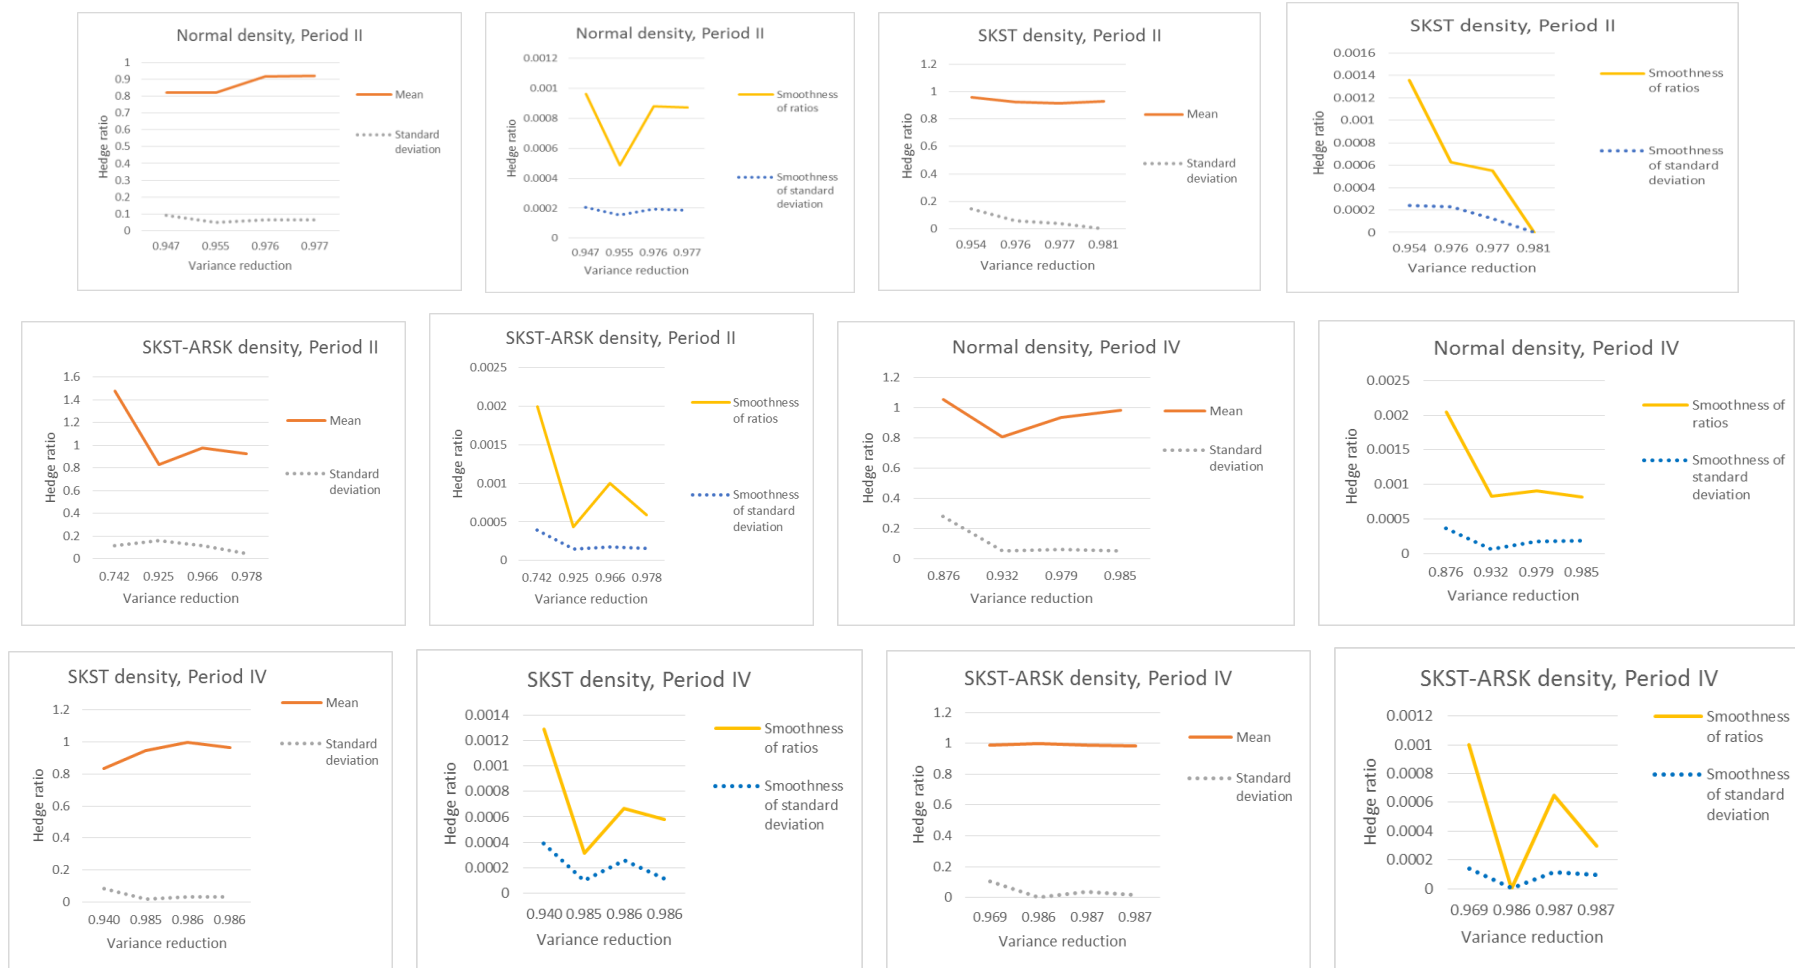 Normal density, Period II
1
0.9
0.8
0.7
0.6
0.5
0.4
0.3
0.2
0.1
0
Hedge ratio
0.947 0.955 0.976 0.977
Variance reduction
Mean
Standard
deviation
Normal density, Period II
0.0012
0.001
0.0008
0.0006
0.0004
0.0002
0
Hedge ratio
0.947 0.955 0.976 0.977
Variance reduction
Smoothness
of ratios
Smoothness
of standard
deviation
SKST density, Period II
1.2
1
0.8
0.6
0.4
0.2
0
Hedge ratio
0.954 0.976 0.977 0.981
Variance reduction
Mean
Standard
deviation
SKST density, Period II
0.0016
0.0014
0.0012
0.001
0.0008
0.0006
0.0004
0.0002
0
Hedge ratio
0.954 0.976 0.977 0.981
Variance reduction
Smoothness
of ratios
Smoothness
of standard
deviation
SKST-ARSK density, Period II
1.6
1.4
1.2
1
0.8
0.6
0.4
0.2
0
Hedge ratio
0.742 0.925 0.966 0.978
Variance reduction
Mean
Standard
deviation
SKST-ARSK density, Period II
0.0025
0.002
0.0015
0.001
0.0005
0
Hedge ratio
0.742 0.925 0.966 0.978
Variance reduction
Smoothness
of ratios
Smoothness
of standard
deviation
Normal density, Period IV
1.2
1
0.8
0.6
0.4
0.2
0
Hedge ratio
0.876 0.932 0.979 0.985
Variance reduction
Mean
Standard
deviation
Normal density, Period IV
0.0025
0.002
0.0015
0.001
0.0005
0
Hedge ratio
0.876 0.932 0.979 0.985
Variance reduction
Smoothness of
ratios
Smoothness of
standard
deviation
SKST density, Period IV
1.2
1
0.8
0.6
0.4
0.2
0
Hedge ratio
0.940 0.985 0.986 0.986
Variance reduction
Mean
Standard
deviation
SKST density, Period IV
0.0014
0.0012
0.001
0.0008
0.0006
0.0004
0.0002
0
Hedge ratio
0.940 0.985 0.986 0.986
Variance reduction
Smoothness
of ratios
Smoothness
of standard
deviation
SKST-ARSK density, Period IV
1.2
1
0.8
0.6
0.4
0.2
0
Hedge ratio
0.969 0.986 0.987 0.987
Variance reduction
Mean
Standard
deviation
SKST-ARSK density, Period IV
0.0012
0.001
0.0008
0.0006
0.0004
0.0002
0
Hedge ratio
0.969 0.986 0.987 0.987
Variance reduction
Smoothness
of ratios
Smoothness
of standard
deviation